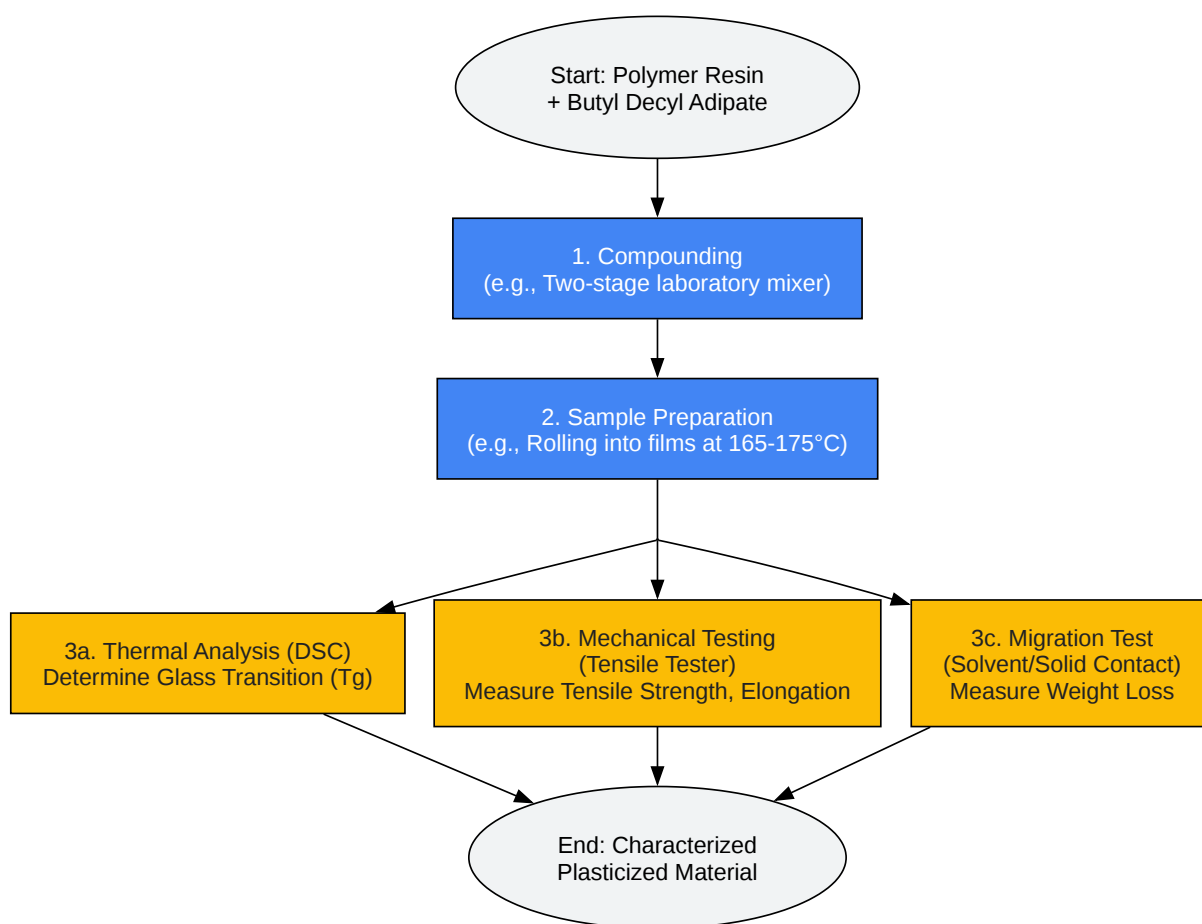 Start: Polymer Resin
+ Butyl Decyl Adipate
1. Compounding
(e.g., Two-stage laboratory mixer)
2. Sample Preparation
(e.g., Rolling into films at 165-175°C)
3a. Thermal Analysis (DSC)
Determine Glass Transition (Tg)
3b. Mechanical Testing
(Tensile Tester)
Measure Tensile Strength, Elongation
3c. Migration Test
(Solvent/Solid Contact)
Measure Weight Loss
End: Characterized
Plasticized Material